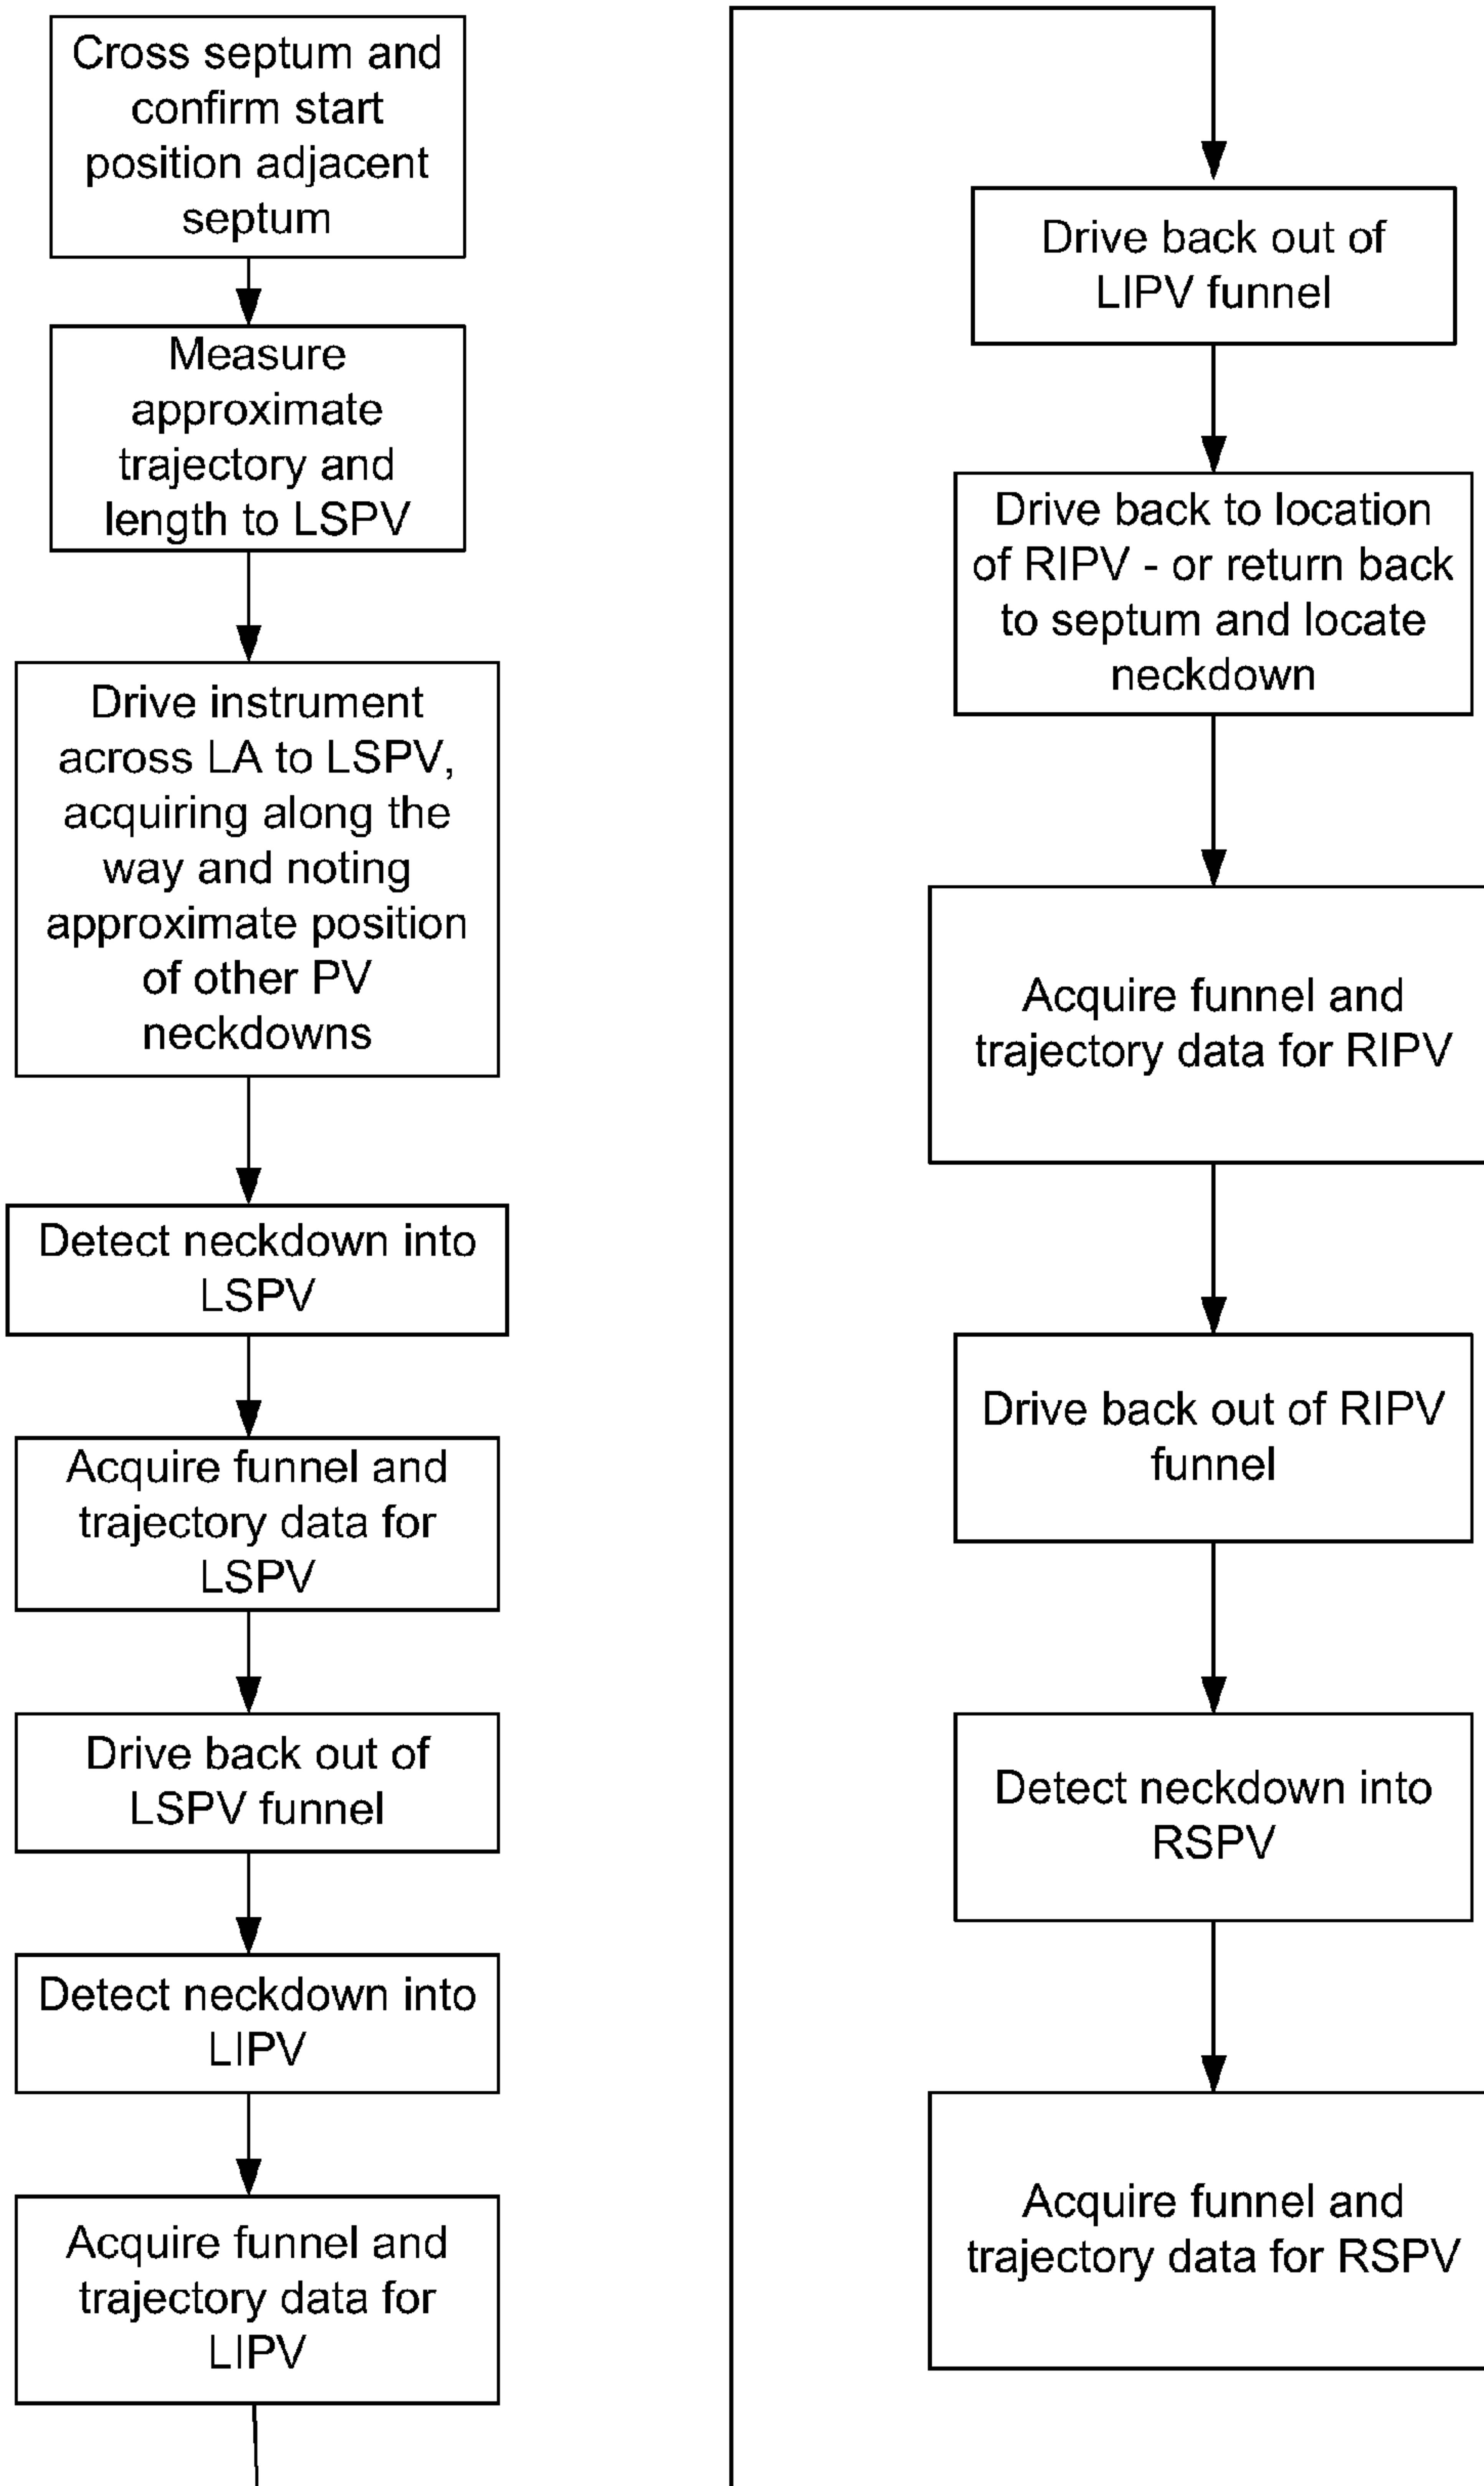 Cross septum and
confirm start
position adjacent
septum
Measure
approximate
trajectory and
length to LSPV
Drive instrument
across LA to LSPV,
acquiring along the
way and noting
approximate position
of other PV
neckdowns
Detect neckdown into
LSPV
Acquire funnel and
trajectory data for
LSPV
Drive back out of
LSPV funnel
Detect neckdown into
LIPV
Acquire funnel and
trajectory data for
LIPV
Drive back out of
LIPV funnel
Drive back to location
of RIPV - or return back
to septum and locate
neckdown
Acquire funnel and
trajectory data for RIPV
Drive back out of RIPV
funnel
Detect neckdown into
RSPV
Acquire funnel and
trajectory data for RSPV